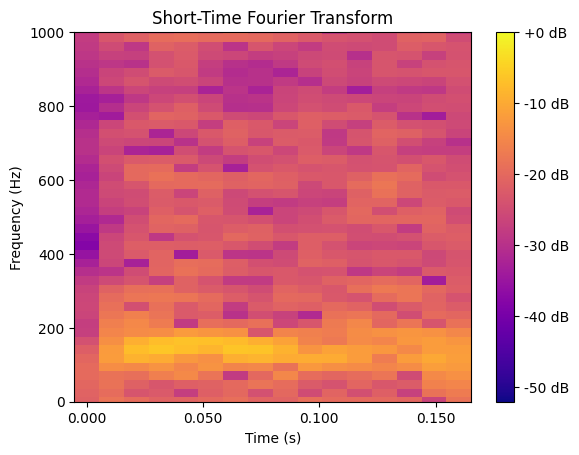 Short-Time Fourier Transform
1000
800
600
400
200
0
Frequency (Hz)
0.000
0.050
0.100
0.150
Time (s)
+0 dB
-10 dB
-20 dB
-30 dB
-40 dB
-50 dB